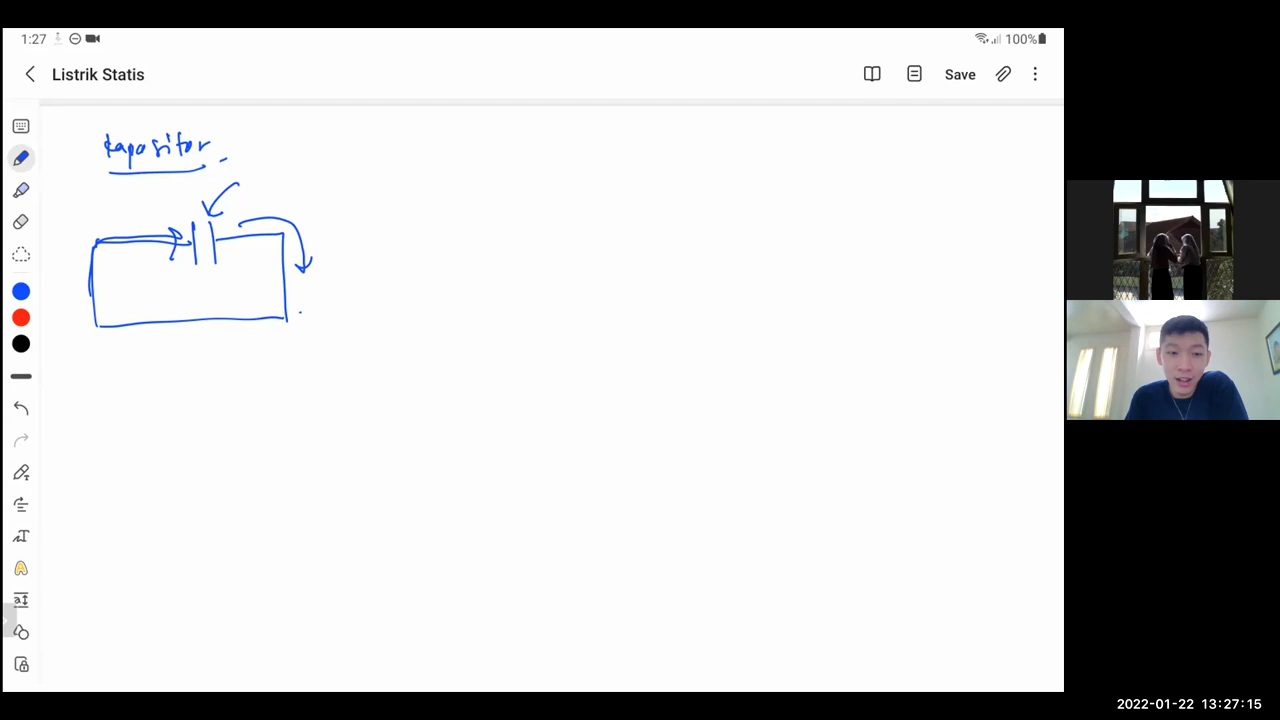 1:27
100%
Listrik Statis
Save
kapasitor
2022-01-22 13:27:15